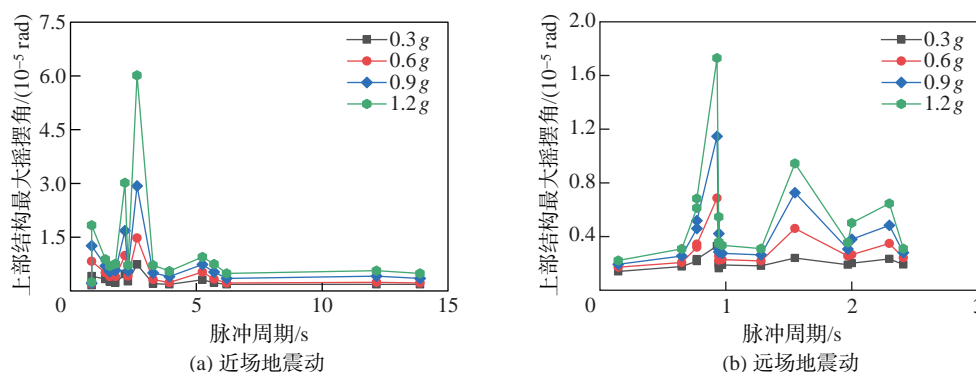 7.5
6.0
4.5
3.0
1.5
0
5
10
15
上部结构最大摇摆角/(10⁻⁵ rad)
0.3 g
0.6 g
0.9 g
1.2 g
脉冲周期/s
(a) 近场地震动
2.0
1.6
1.2
0.8
0.4
0
1
2
3
上部结构最大摇摆角/(10⁻⁵ rad)
0.3 g
0.6 g
0.9 g
1.2 g
脉冲周期/s
(b) 远场地震动